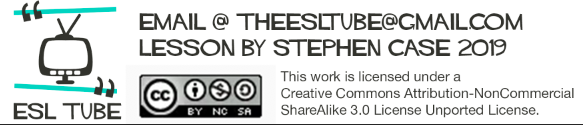 EMAIL @ THEESLTUBE@GMAIL.COM
LESSON BY STEPHEN CASE 2019
ESL TUBE
cc
BY NC SA
This work is licensed under a
Creative Commons Attribution-NonCommercial
ShareAlike 3.0 License Unported License.